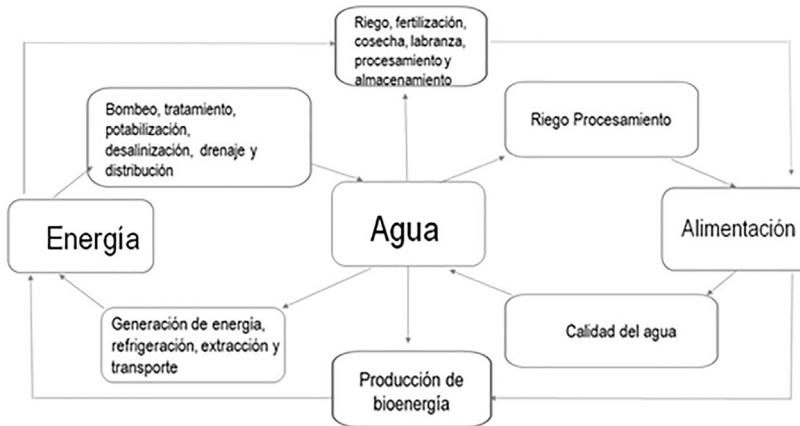 Riego, fertilización,
cosecha, labranza,
procesamiento y
almacenamiento
Bombeo, tratamiento,
potabilización,
desalinización, drenaje y
distribución
Riego Procesamiento
Energía
Agua
Alimentación
Generación de energía,
refrigeración, extracción y
transporte
Calidad del agua
Producción de
bioenergía